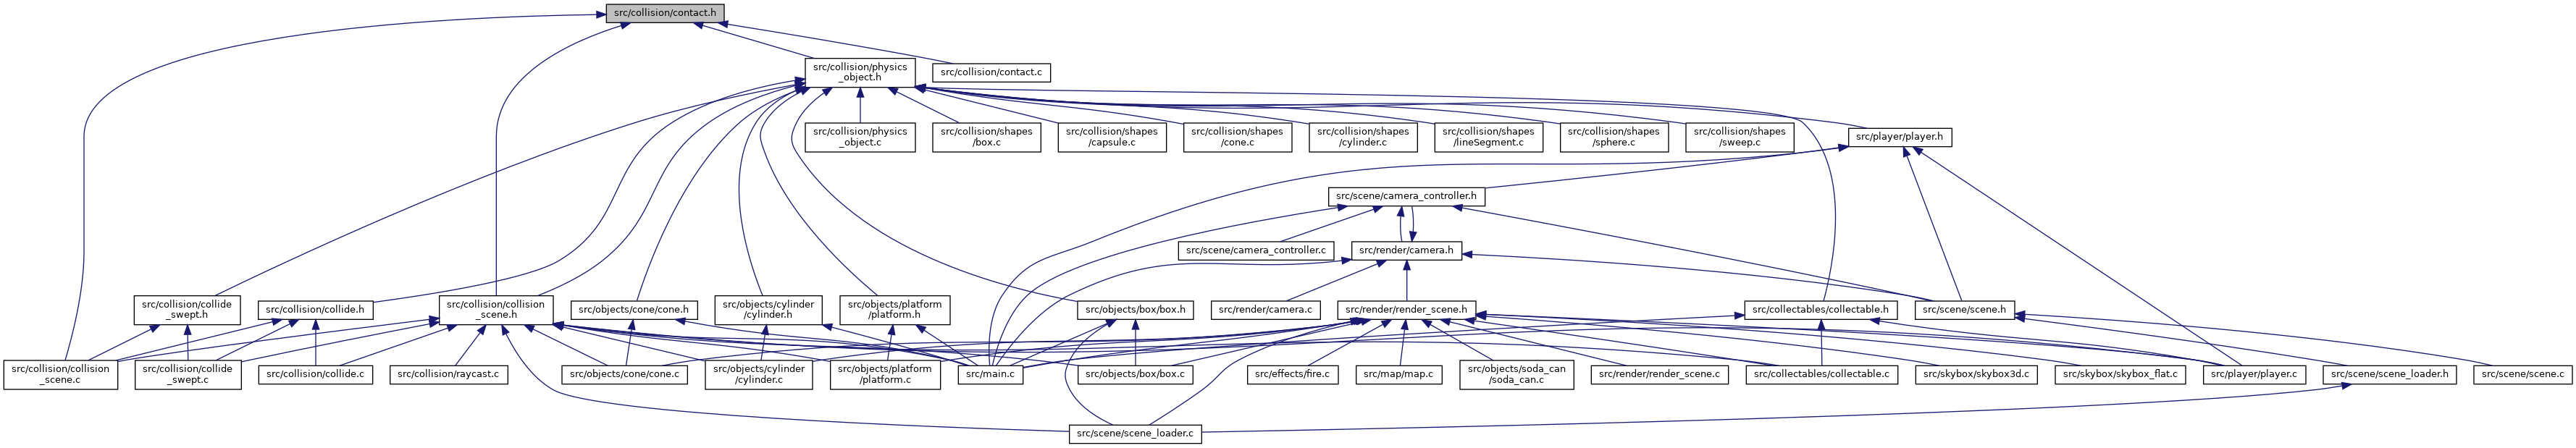 src/collision/contact.h
src/collision/physics
_object.h
src/collision/contact.c
src/collision/physics
_object.c
src/collision/shapes
/box.c
src/collision/shapes
/capsule.c
src/collision/shapes
/cone.c
src/collision/shapes
/cylinder.c
src/collision/shapes
/lineSegment.c
src/collision/shapes
/sphere.c
src/collision/shapes
/sweep.c
src/player/player.h
src/scene/camera_controller.h
src/scene/camera_controller.c
src/render/camera.h
src/collision/collide
_swept.h
src/collision/collide.h
src/collision/collision
_scene.h
src/objects/cone/cone.h
src/objects/cylinder
/cylinder.h
src/objects/platform
/platform.h
src/objects/box/box.h
src/render/camera.c
src/render/render_scene.h
src/collectables/collectable.h
src/scene/scene.h
src/collision/collision
_scene.c
src/collision/collide
_swept.c
src/collision/collide.c
src/collision/raycast.c
src/objects/cone/cone.c
src/objects/cylinder
/cylinder.c
src/objects/platform
/platform.c
src/main.c
src/objects/box/box.c
src/effects/fire.c
src/map/map.c
src/objects/soda_can
/soda_can.c
src/render/render_scene.c
src/collectables/collectable.c
src/skybox/skybox3d.c
src/skybox/skybox_flat.c
src/player/player.c
src/scene/scene_loader.h
src/scene/scene.c
src/scene/scene_loader.c